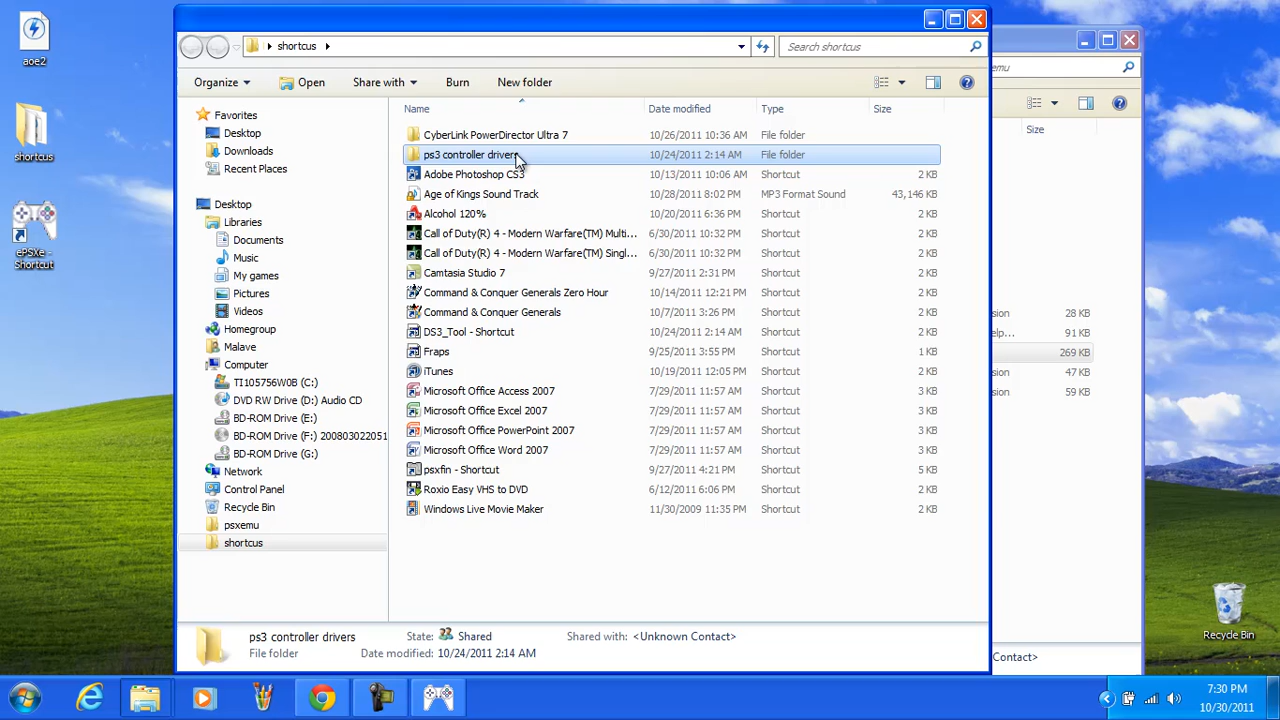 aoe2
shortcus
ePSXe -
Shortcut
shortcus
Search shortcus
Organize
Open
Share with
Burn
New folder
Name
Date modified
Type
Size
Favorites
Desktop
Downloads
Recent Places
Desktop
Libraries
Documents
Music
My games
Pictures
Videos
Homegroup
Malave
Computer
TI105756W0B (C:)
DVD RW Drive (D:) Audio CD
BD-ROM Drive (E:)
BD-ROM Drive (F:) 200803022051
BD-ROM Drive (G:)
Network
Control Panel
Recycle Bin
psxemu
shortcus
CyberLink PowerDirector Ultra 7 10/26/2011 10:36 AM File folder
ps3 controller drivers 10/24/2011 2:14 AM File folder
Adobe Photoshop CS3 10/13/2011 10:06 AM Shortcut 2 KB
Age of Kings Sound Track 10/28/2011 8:02 PM MP3 Format Sound 43,146 KB
Alcohol 120% 10/20/2011 6:36 PM Shortcut 2 KB
Call of Duty(R) 4 - Modern Warfare(TM) Multi... 6/30/2011 10:32 PM Shortcut 2 KB
Call of Duty(R) 4 - Modern Warfare(TM) Singl... 6/30/2011 10:32 PM Shortcut 2 KB
Camtasia Studio 7 9/27/2011 2:31 PM Shortcut 2 KB
Command & Conquer Generals Zero Hour 10/14/2011 12:21 PM Shortcut 2 KB
Command & Conquer Generals 10/7/2011 3:26 PM Shortcut 2 KB
DS3_Tool - Shortcut 10/24/2011 2:14 AM Shortcut 2 KB
Fraps 9/25/2011 3:55 PM Shortcut 1 KB
iTunes 10/19/2011 12:05 PM Shortcut 2 KB
Microsoft Office Access 2007 7/29/2011 11:57 AM Shortcut 3 KB
Microsoft Office Excel 2007 7/29/2011 11:57 AM Shortcut 3 KB
Microsoft Office PowerPoint 2007 7/29/2011 11:57 AM Shortcut 3 KB
Microsoft Office Word 2007 7/29/2011 11:57 AM Shortcut 3 KB
psxfin - Shortcut 9/27/2011 4:21 PM Shortcut 5 KB
Roxio Easy VHS to DVD 6/12/2011 6:06 PM Shortcut 2 KB
Windows Live Movie Maker 11/30/2009 11:35 PM Shortcut 2 KB
ps3 controller drivers State: Shared Shared with: <Unknown Contact>
File folder Date modified: 10/24/2011 2:14 AM
emu
Size
sion 28 KB
elp... 91 KB
269 KB
sion 47 KB
sion 59 KB
Contact>
Recycle Bin
7:30 PM
10/30/2011